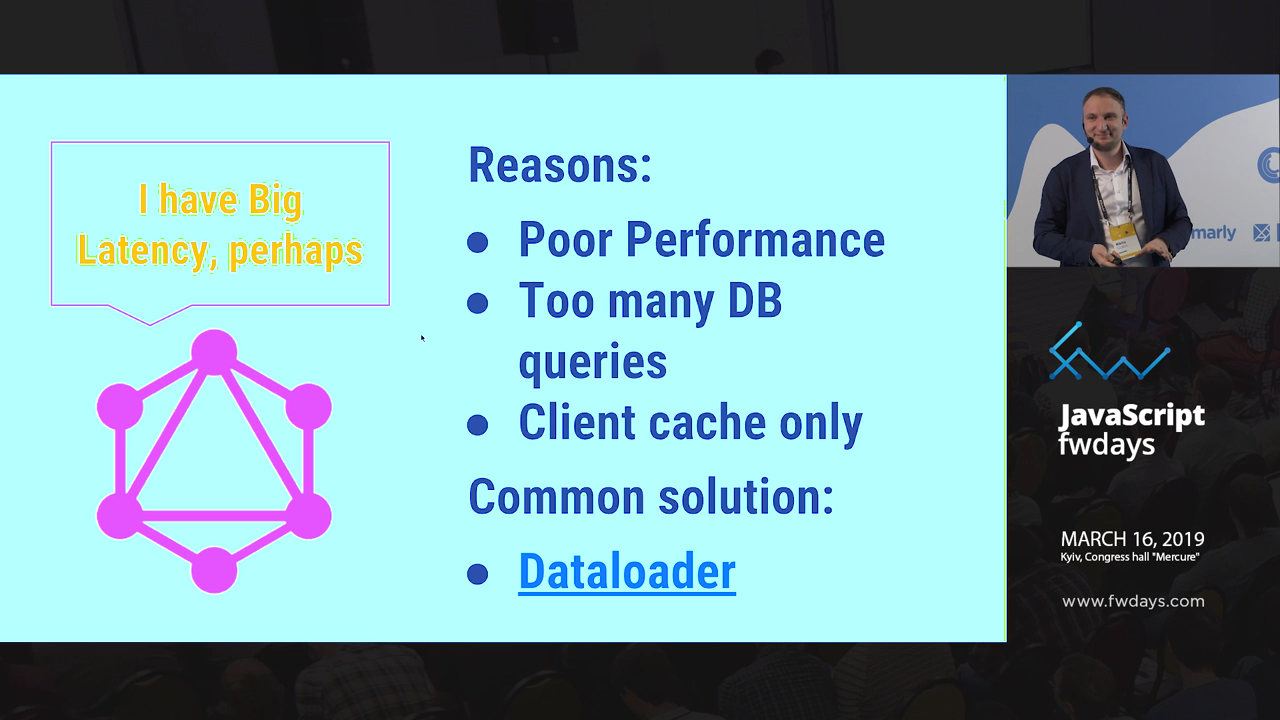 I have Big
Latency, perhaps
Reasons:
● Poor Performance
● Too many DB
queries
● Client cache only
Common solution:
● Dataloader
marly
JavaScript
fwdays
MARCH 16, 2019
Kyiv, Congress hall "Mercure"
www.fwdays.com